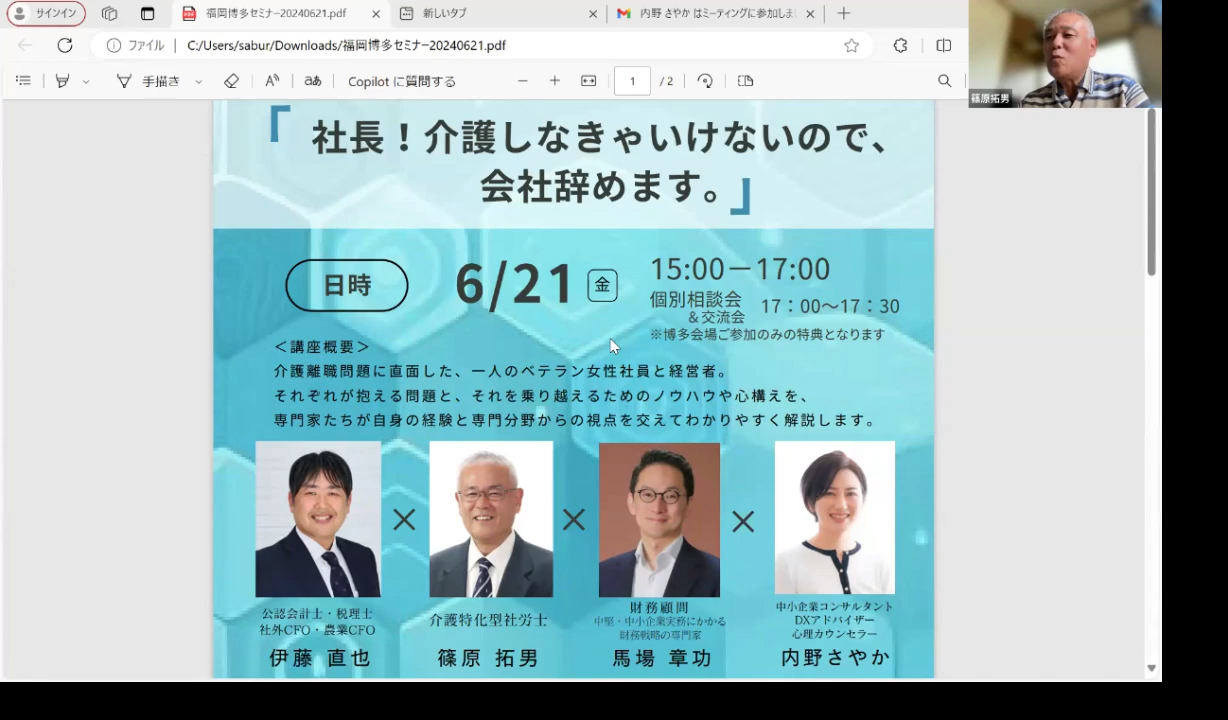 サインイン
福岡博多セミナー20240621.pdf
新しいタブ
内野 さやか はミーティングに参加しま
ファイル
C:/Users/sabur/Downloads/福岡博多セミナー20240621.pdf
手描き
aあ
Copilot に質問する
1
/ 2
篠原拓男
「社長！介護しなきゃいけないので、
会社辞めます。」
日時
6/21 金
15:00－17:00
個別相談会
＆交流会
17：00〜17：30
※博多会場ご参加のみの特典となります
＜講座概要＞
介護離職問題に直面した、一人のベテラン女性社員と経営者。
それぞれが抱える問題と、それを乗り越えるためのノウハウや心構えを、
専門家たちが自身の経験と専門分野からの視点を交えてわかりやすく解説します。
公認会計士・税理士
社外CFO・農業CFO
伊藤 直也
介護特化型社労士
篠原 拓男
財務顧問
中堅・中小企業実務にかかる
財務戦略の専門家
馬場 章功
中小企業コンサルタント
DXアドバイザー
心理カウンセラー
内野さやか